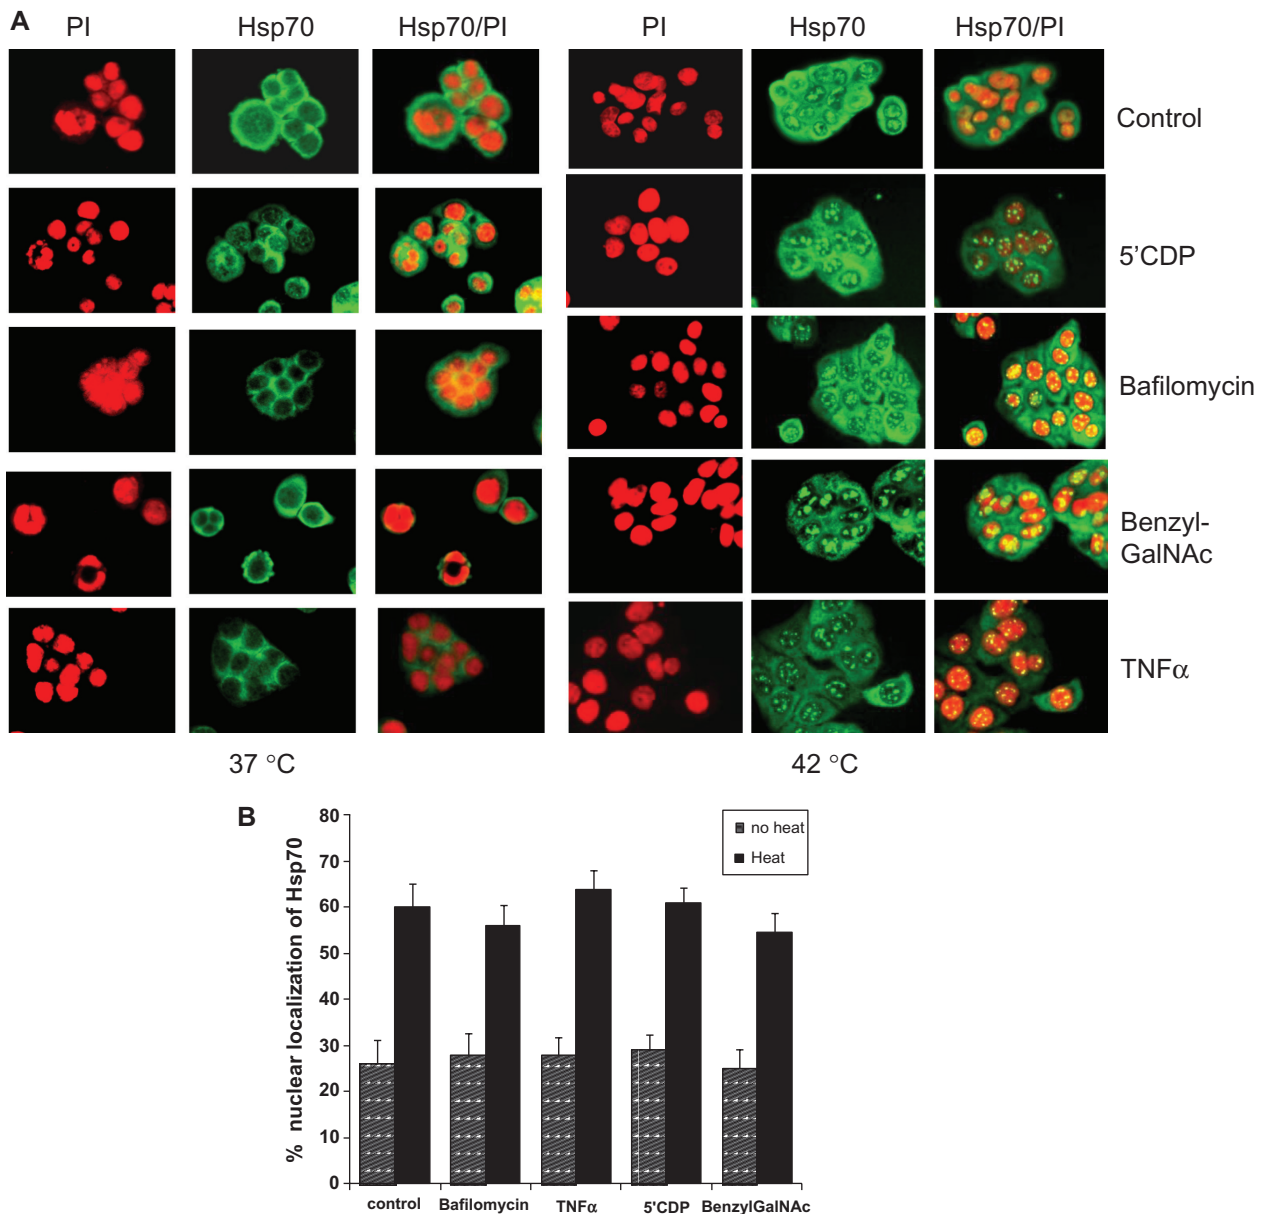 A
PI Hsp70 Hsp70/PI PI Hsp70 Hsp70/PI
Control
5'CDP
Bafilomycin
Benzyl-
GalNAc
TNFα
37 °C 42 °C
B
% nuclear localization of Hsp70
80
70
60
50
40
30
20
10
0
no heat
Heat
control Bafilomycin TNFα 5'CDP BenzylGalNAc